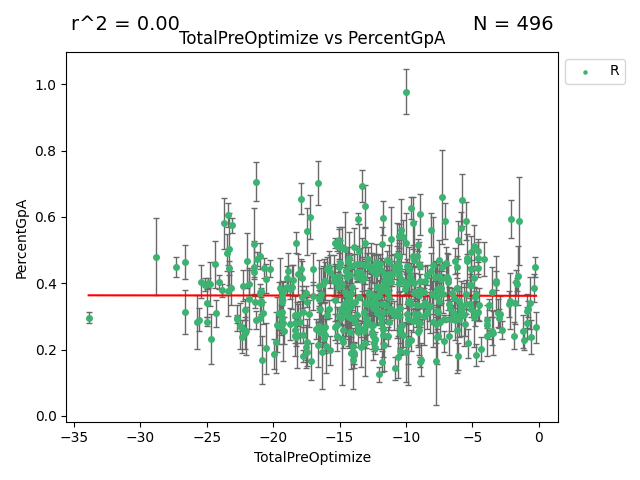 r^2 = 0.00
N = 496
TotalPreOptimize vs PercentGpA
R
1.0
0.8
0.6
0.4
0.2
0.0
PercentGpA
−35 −30 −25 −20 −15 −10 −5 0
TotalPreOptimize